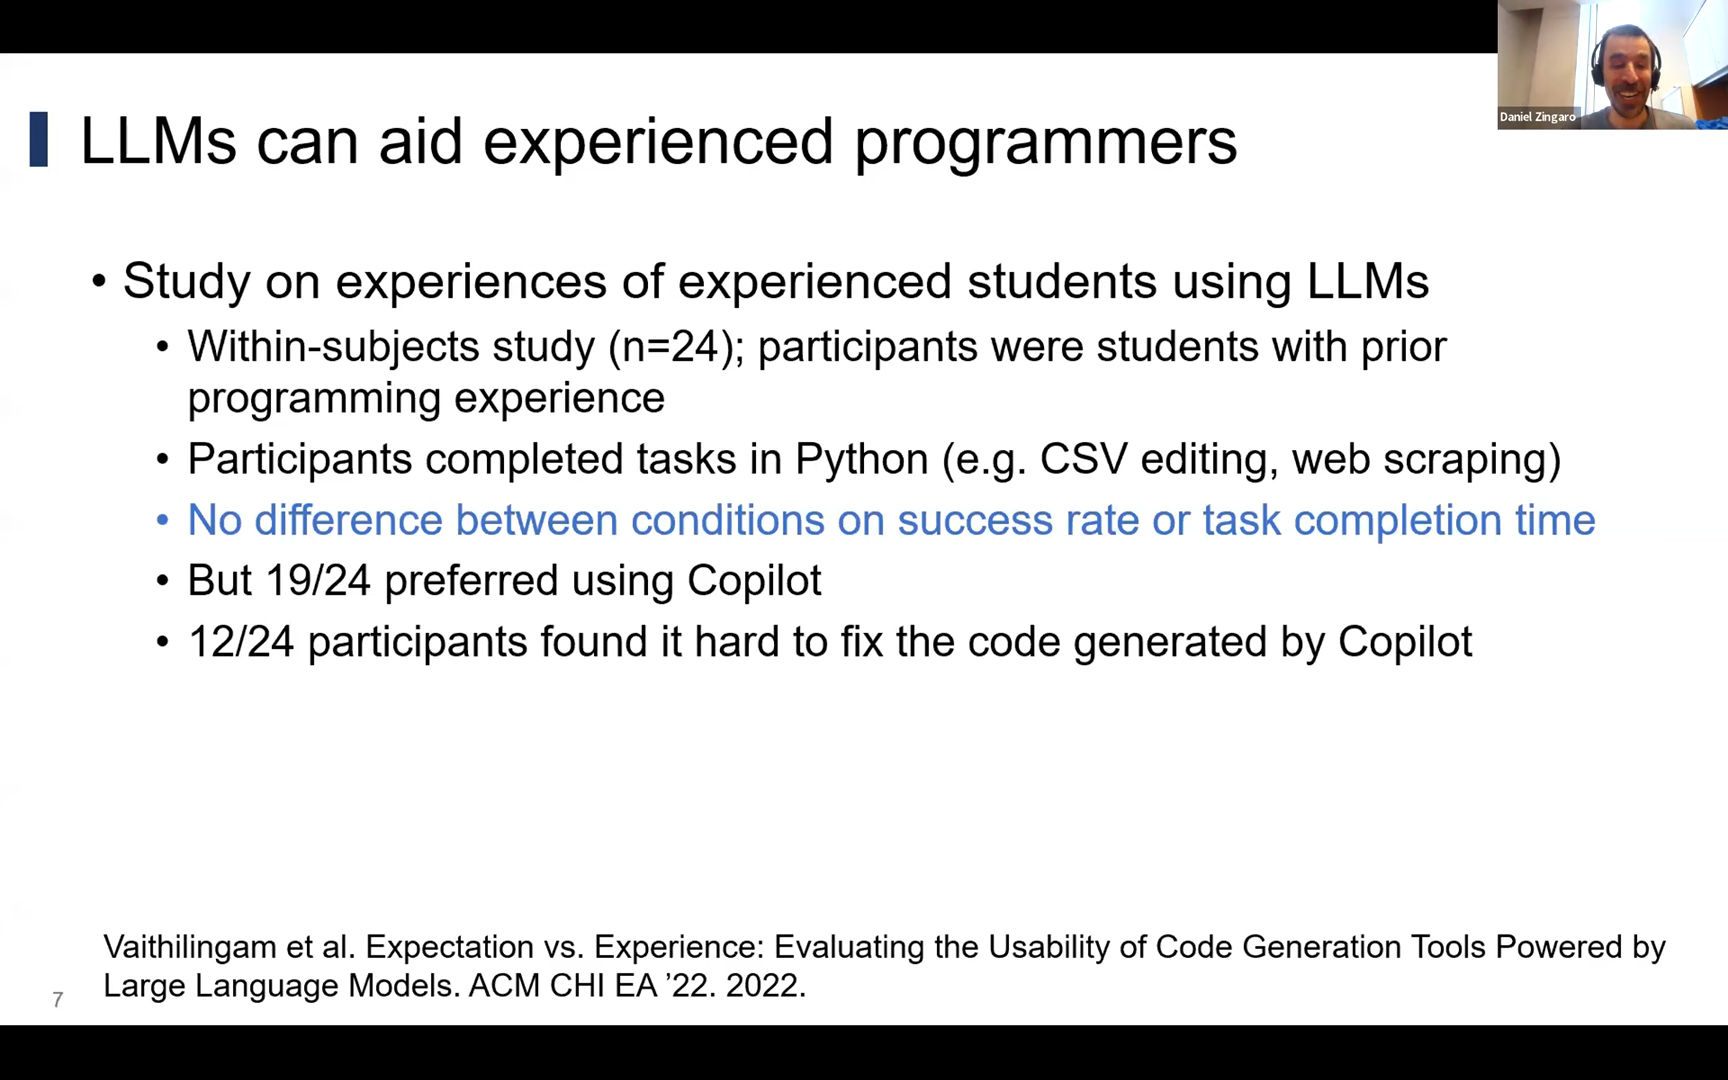 Daniel Zingaro
LLMs can aid experienced programmers
• Study on experiences of experienced students using LLMs
• Within-subjects study (n=24); participants were students with prior
programming experience
• Participants completed tasks in Python (e.g. CSV editing, web scraping)
• No difference between conditions on success rate or task completion time
• But 19/24 preferred using Copilot
• 12/24 participants found it hard to fix the code generated by Copilot
Vaithilingam et al. Expectation vs. Experience: Evaluating the Usability of Code Generation Tools Powered by
Large Language Models. ACM CHI EA ’22. 2022.
7